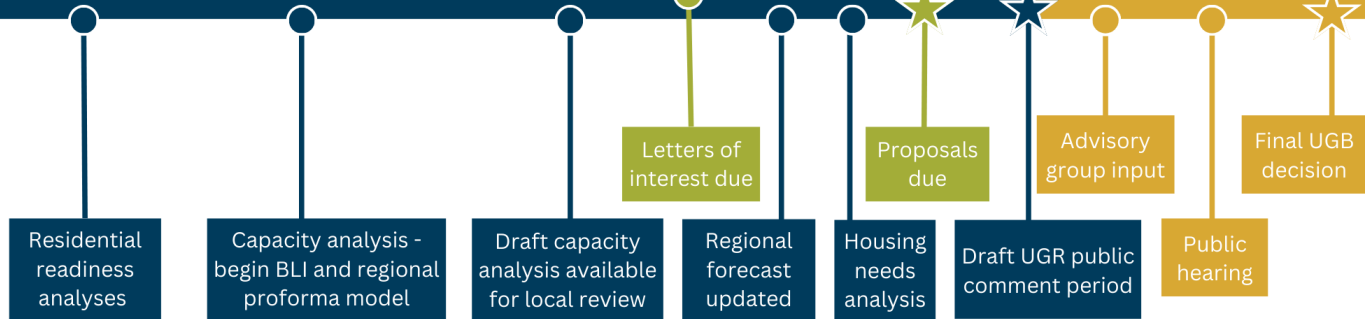 Letters of
interest due
Proposals
due
Advisory
group input
Final UGB
decision
Residential
readiness
analyses
Capacity analysis -
begin BLI and regional
proforma model
Draft capacity
analysis available
for local review
Regional
forecast
updated
Housing
needs
analysis
Draft UGR public
comment period
Public
hearing